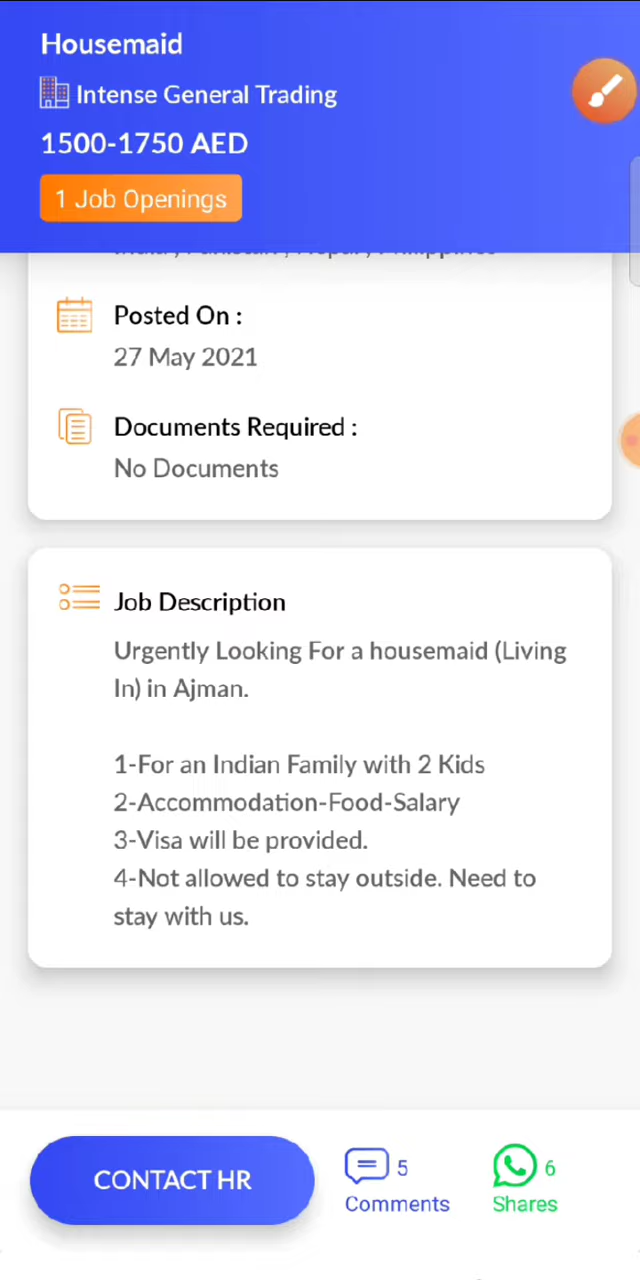 Housemaid
Intense General Trading
1500-1750 AED
1 Job Openings
Posted On :
27 May 2021
Documents Required :
No Documents
Job Description
Urgently Looking For a housemaid (Living
In) in Ajman.
1-For an Indian Family with 2 Kids
2-Accommodation-Food-Salary
3-Visa will be provided.
4-Not allowed to stay outside. Need to
stay with us.
CONTACT HR
5
Comments
6
Shares